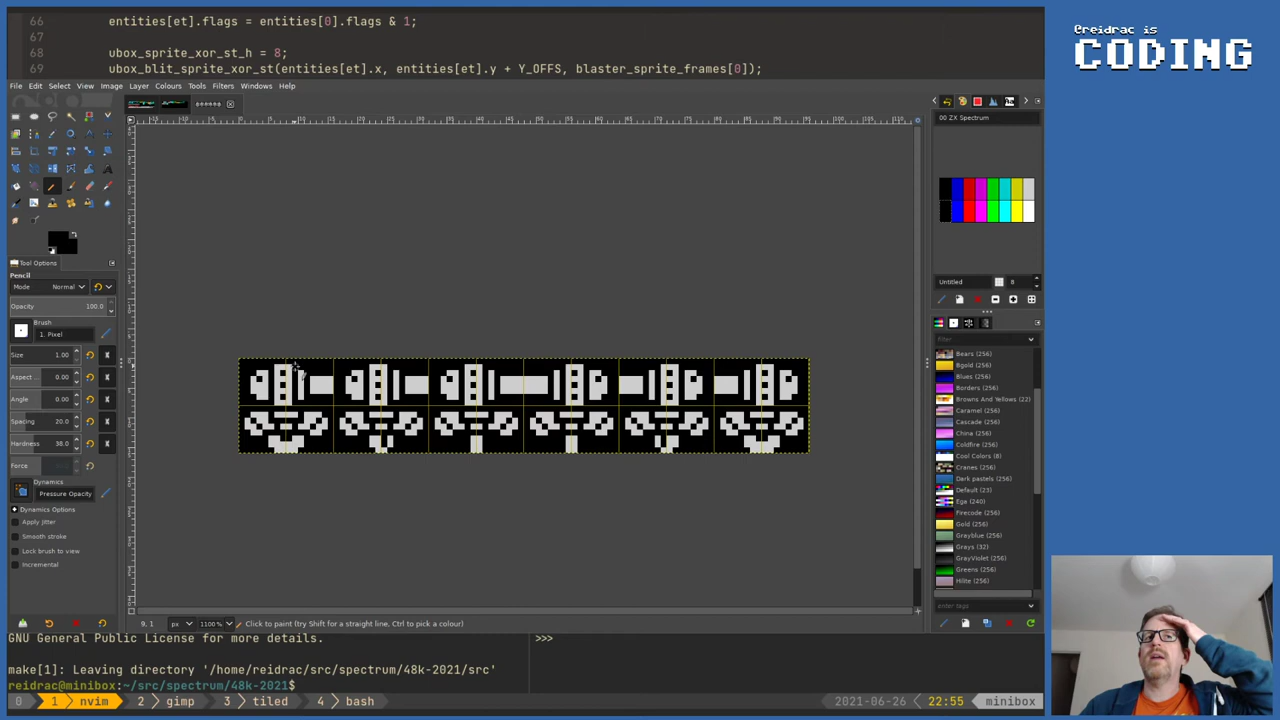 66 entities[et].flags = entities[0].flags & 1;
67
68 ubox_sprite_xor_st_h = 8;
69 ubox_blit_sprite_xor_st(entities[et].x, entities[et].y + Y_OFFS, blaster_sprite_frames[0]);
@reidrac is
CODING
File Edit Select View Image Layer Colours Tools Filters Windows Help
00 ZX Spectrum
Tool Options
Pencil
Mode Normal
Opacity 100.0
Brush
1. Pixel
Size 1.00
Aspect ... 0.00
Angle 0.00
Spacing 20.0
Hardness 38.0
Force
Dynamics
Pressure Opacity
Dynamics Options
Apply Jitter
Smooth stroke
Lock brush to view
Incremental
Untitled 8
Filter
Bears (256)
Bgold (256)
Blues (256)
Borders (256)
Browns And Yellows (22)
Caramel (256)
Cascade (256)
China (256)
Coldfire (256)
Cool Colors (8)
Cranes (256)
Dark pastels (256)
Default (23)
Ega (240)
Firecode (256)
Gold (256)
Grayblue (256)
Grays (32)
GrayViolet (256)
Greens (256)
Hilite (256)
enter tags
9, 1 px 1100% Click to paint (try Shift for a straight line, Ctrl to pick a colour)
GNU General Public License for more details.
>>>
make[1]: Leaving directory '/home/reidrac/src/spectrum/48k-2021/src'
reidrac@minibox:~/src/spectrum/48k-2021$
0 1 nvim 2 gimp 3 tiled 4 bash 2021-06-26 22:55 minibox